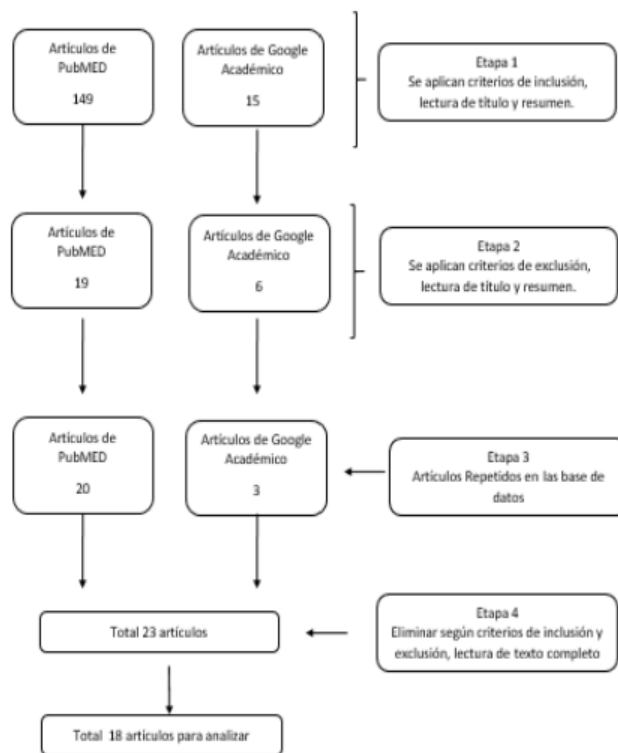 Artículos de
PubMED
149
Artículos de Google
Académico
15
Etapa 1
Se aplican criterios de inclusión,
lectura de título y resumen.
Artículos de
PubMED
19
Artículos de Google
Académico
6
Etapa 2
Se aplican criterios de exclusión,
lectura de título y resumen.
Artículos de
PubMED
20
Artículos de Google
Académico
3
Etapa 3
Artículos Repetidos en las base de
datos
Total 23 artículos
Etapa 4
Eliminar según criterios de inclusión y
exclusión, lectura de texto completo
Total 18 artículos para analizar